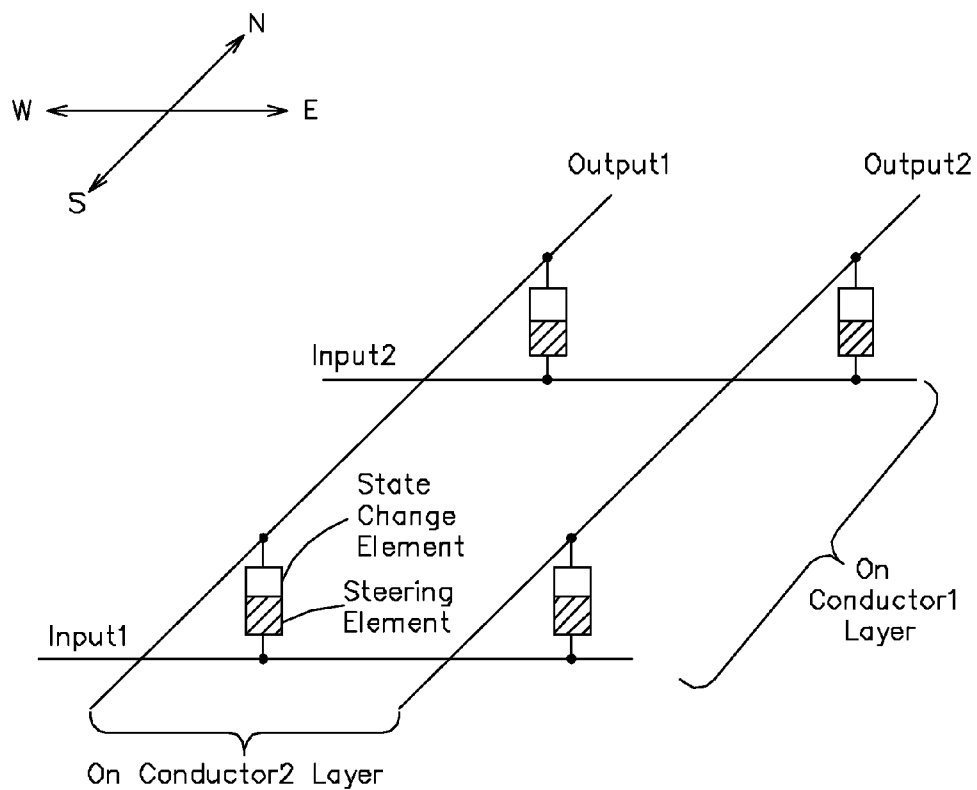 N
W
E
S
Output1
Output2
Input2
State
Change
Element
Steering
Element
Input1
On
Conductor1
Layer
On Conductor2 Layer